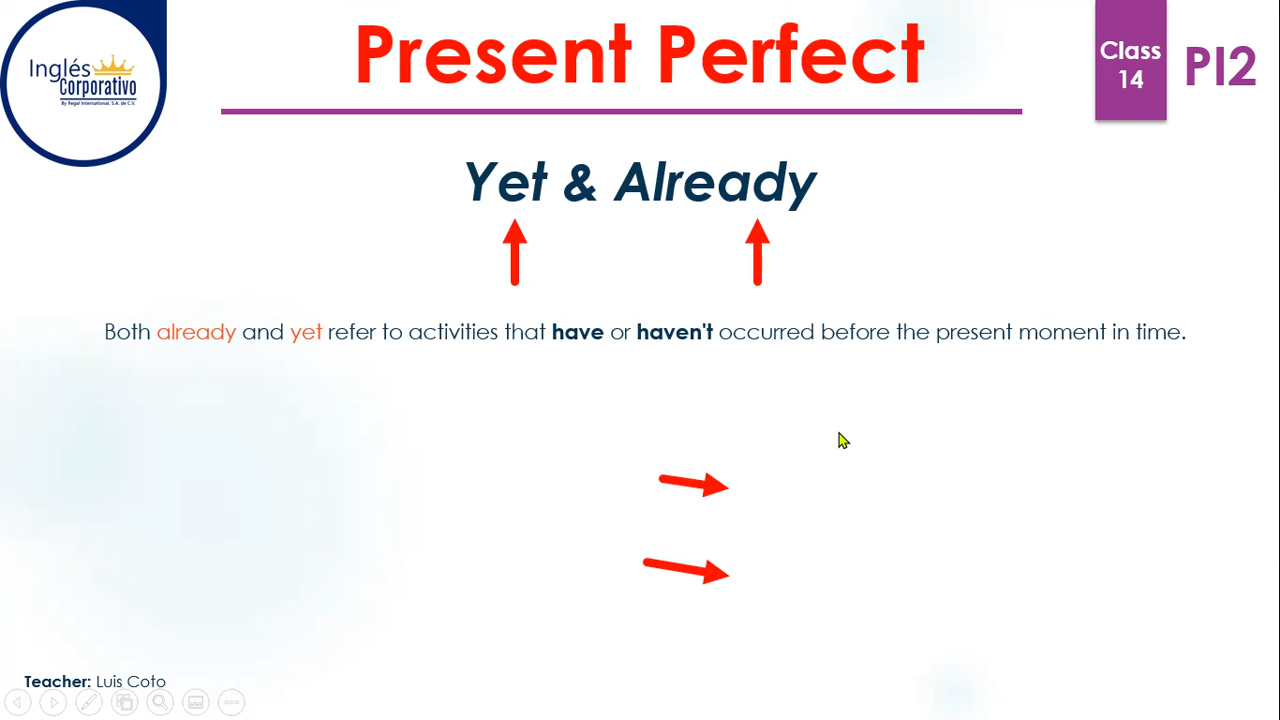 Inglés
Corporativo
By Regal International, S.A. de C.V.
Present Perfect
Class
14
PI2
Yet & Already
Both already and yet refer to activities that have or haven't occurred before the present moment in time.
Teacher: Luis Coto